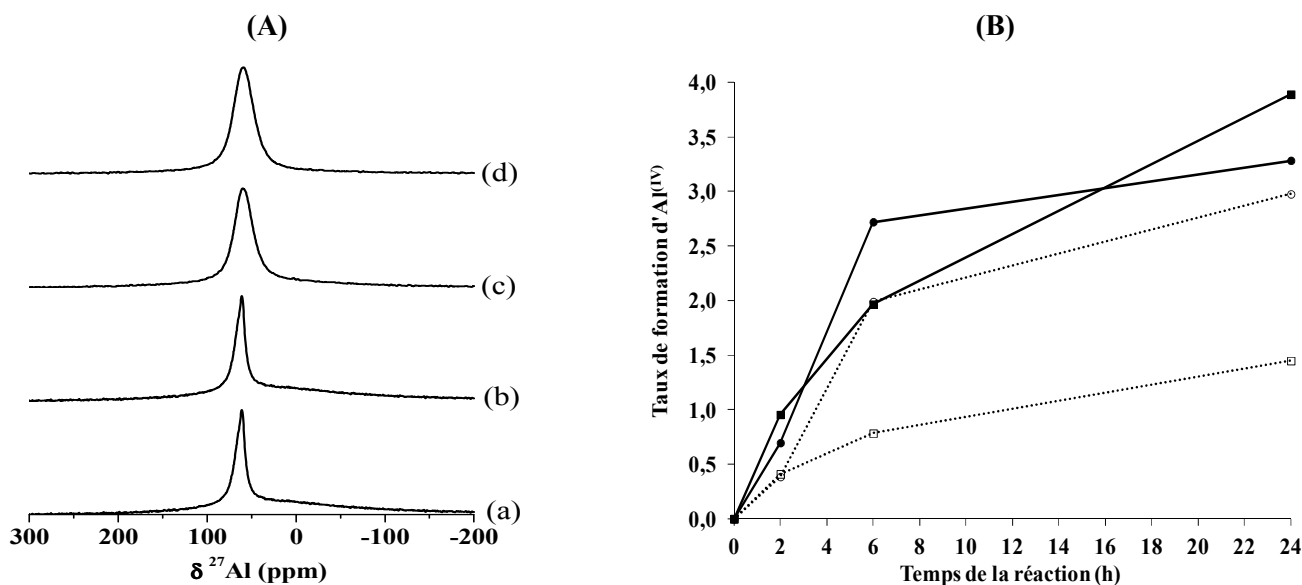 (A)
(d)
(c)
(b)
(a)
300 200 100 0 -100 -200
δ ²⁷Al (ppm)
(B)
Taux de formation d'Al⁽ᴵⱽ⁾
4,0
3,5
3,0
2,5
2,0
1,5
1,0
0,5
0,0
0 2 4 6 8 10 12 14 16 18 20 22 24
Temps de la réaction (h)